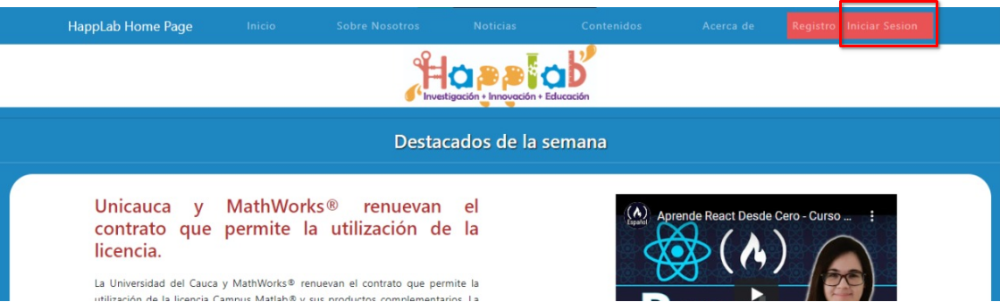 HappLab Home Page Inicio Sobre Nosotros Noticias Contenidos Acerca de Registro Iniciar Sesion
Happlab
Investigación + Innovación + Educación
Destacados de la semana
Unicauca y MathWorks® renuevan el
contrato que permite la utilización de la
licencia.
La Universidad del Cauca y MathWorks® renuevan el contrato que permite la
utilización de la licencia Campus Matlab® y sus productos complementarios. La
Español
Aprende React Desde Cero - Curso ...